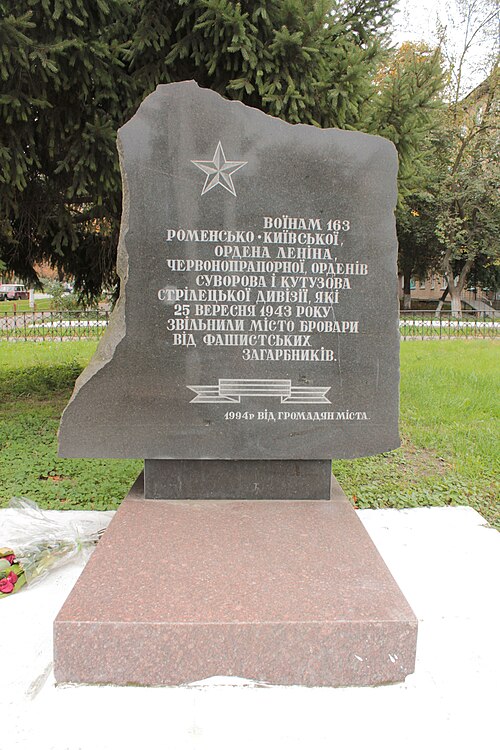 ВОЇНАМ 163
РОМЕНСЬКО-КИЇВСЬКОЇ,
ОРДЕНА ЛЕНІНА,
ЧЕРВОНОПРАПОРНОЇ, ОРДЕНІВ
СУВОРОВА І КУТУЗОВА
СТРІЛЕЦЬКОЇ ДИВІЗІЇ, ЯКІ
25 ВЕРЕСНЯ 1943 РОКУ
ЗВІЛЬНИЛИ МІСТО БРОВАРИ
ВІД ФАШИСТСЬКИХ
ЗАГАРБНИКІВ.
1994р ВІД ГРОМАДЯН МІСТА.